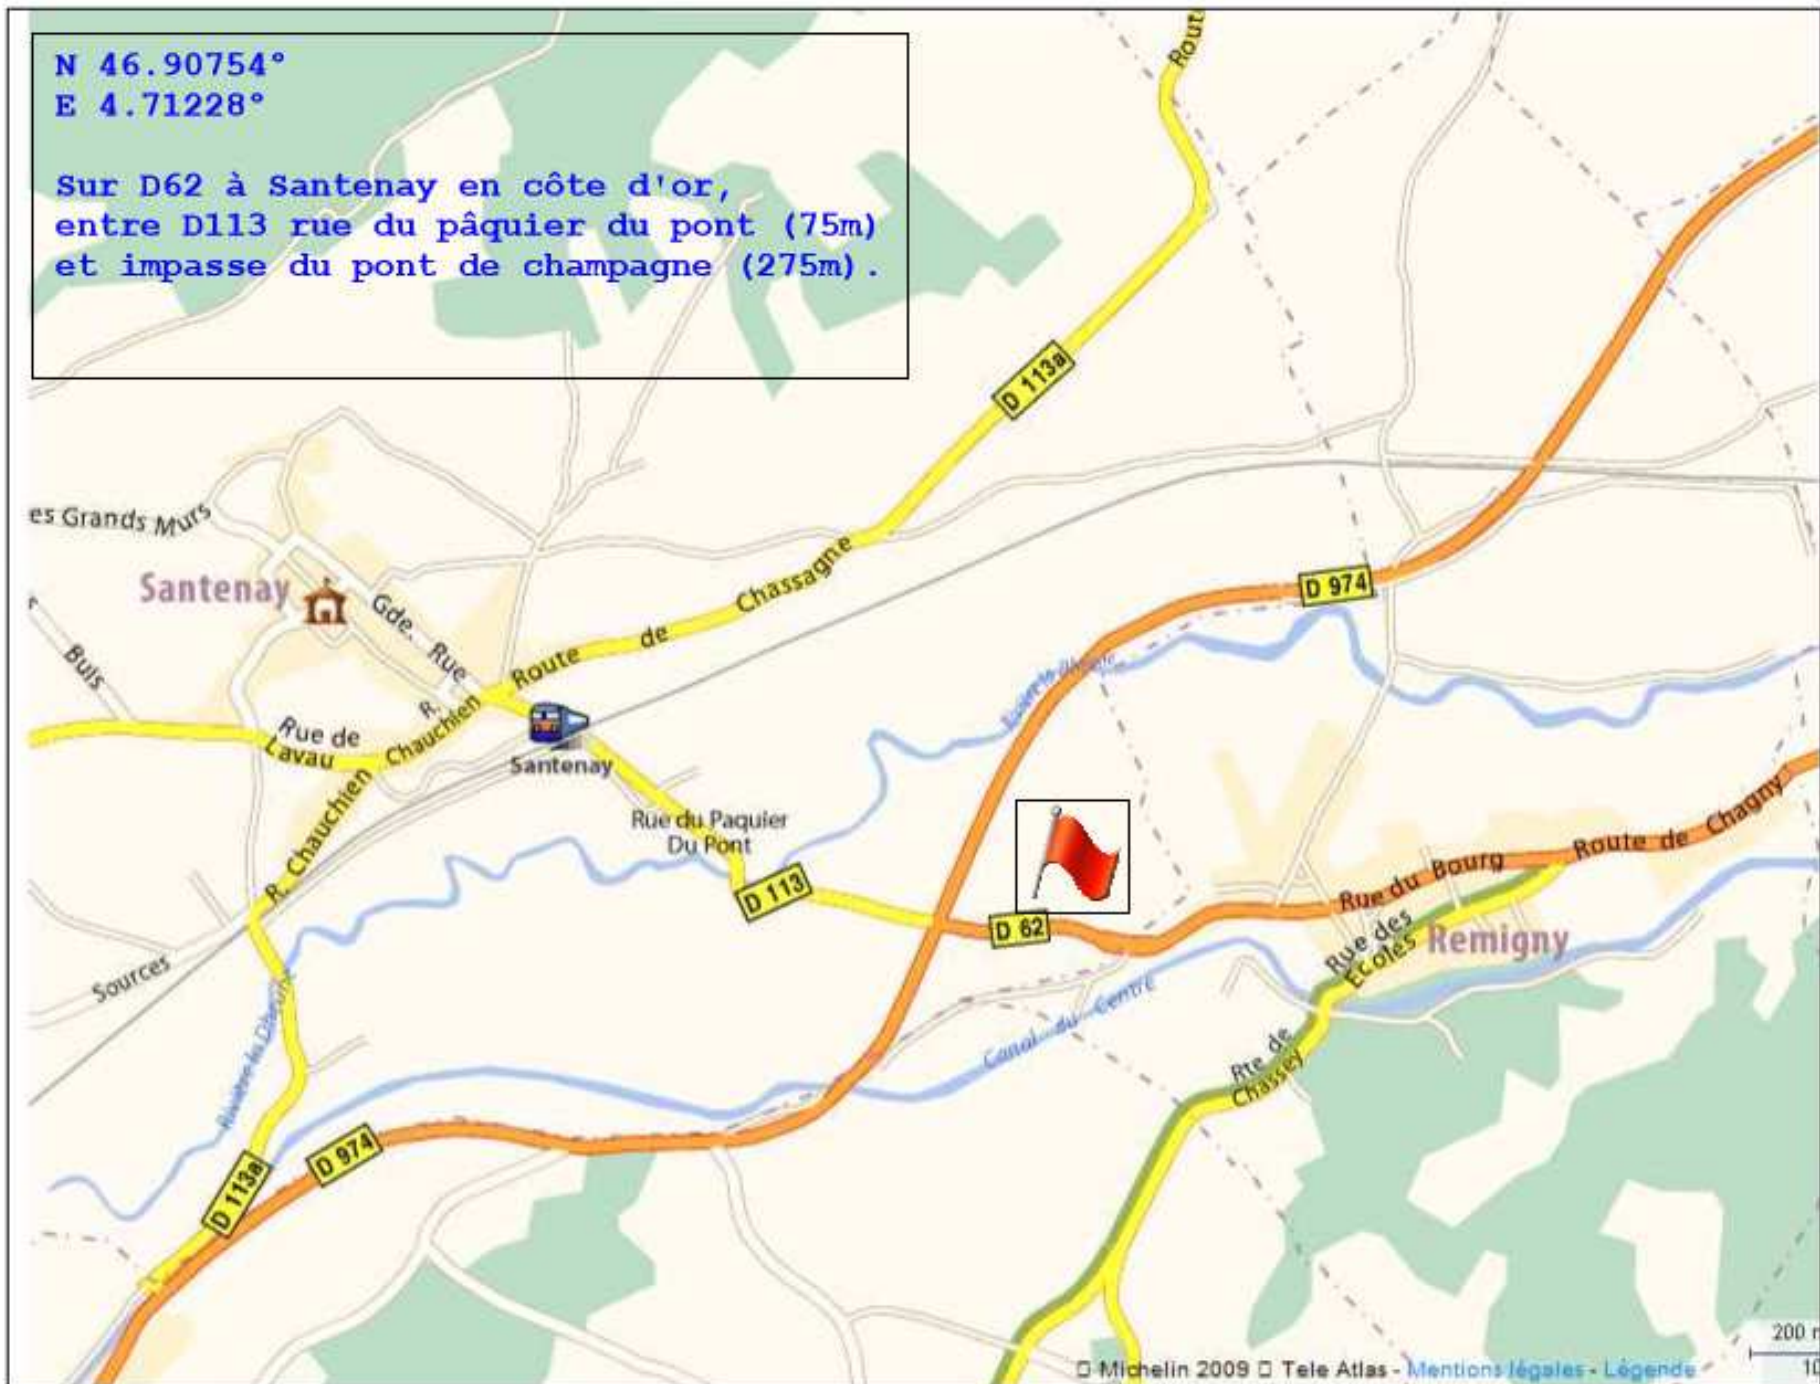 N 46.90754°
E 4.71228°
Sur D62 à Santenay en côte d'or,
entre D113 rue du pâquier du pont (75m)
et impasse du pont de champagne (275m).
Rout
D 113a
es Grands Murs
Santenay
Gde. Rue
Buis
Route de Chassagne
D 974
R. Chauchien
Rue de
Lavau
Santenay
R. Chauchien
Rue du Paquier
Du Pont
D 113
D 62
Route de Chagny
Rue du Bourg
Rue des
Ecoles
Remigny
Sources
Canal du Centre
Rte de
Chassey
D 974
D 113a
200 m
10
© Michelin 2009 © Tele Atlas - Mentions légales - Légende